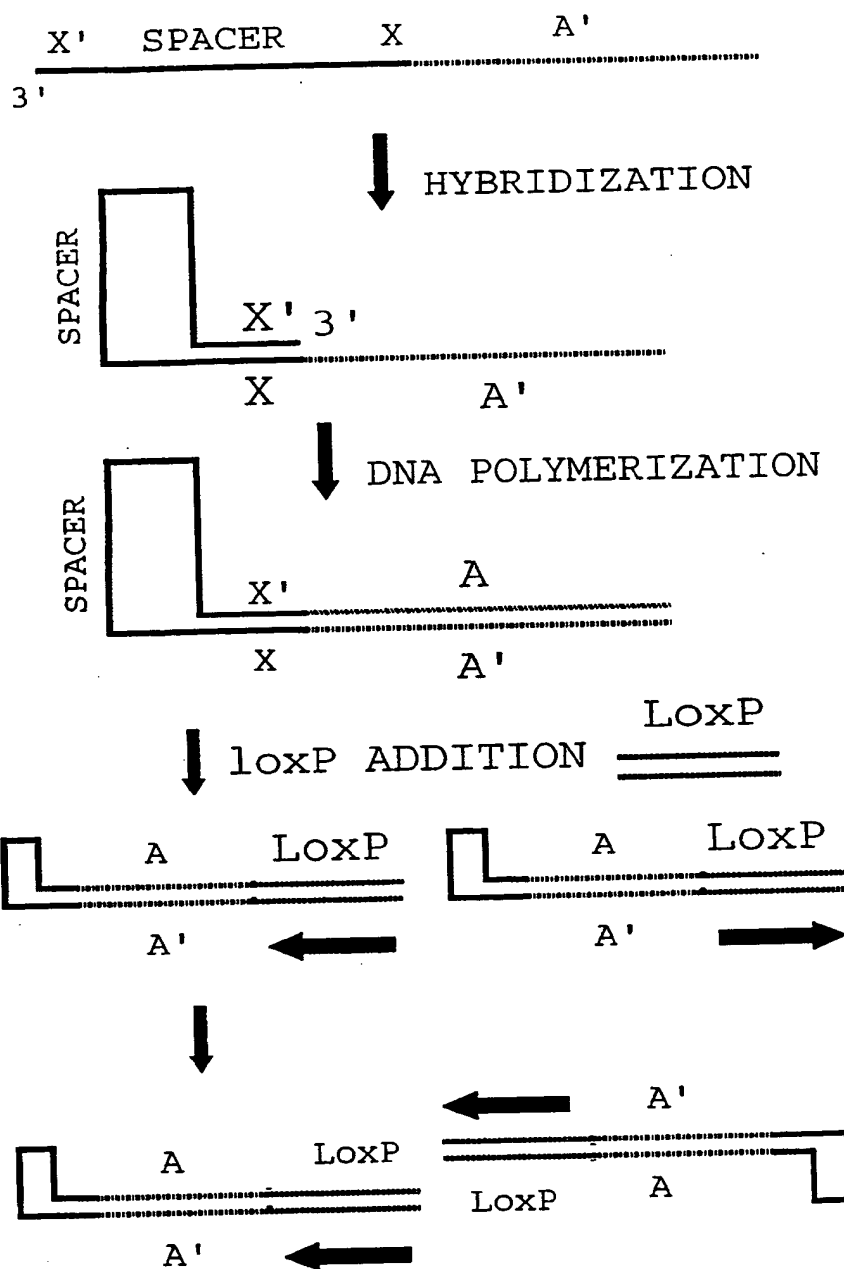 X' SPACER X A'
3'
HYBRIDIZATION
SPACER
X' 3'
X A'
DNA POLYMERIZATION
SPACER
X' A
X A'
LoxP
loxP ADDITION
A LoxP A LoxP
A' A'
A'
A LoxP
LoxP A
A'